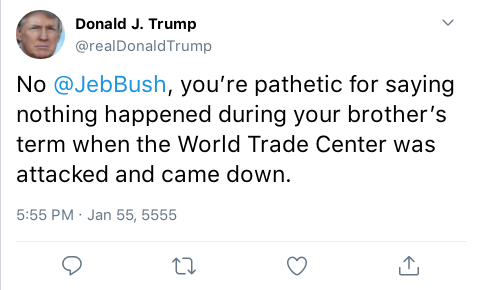 Donald J. Trump
@realDonaldTrump
No @JebBush, you’re pathetic for saying
nothing happened during your brother’s
term when the World Trade Center was
attacked and came down.
5:55 PM · Jan 55, 5555